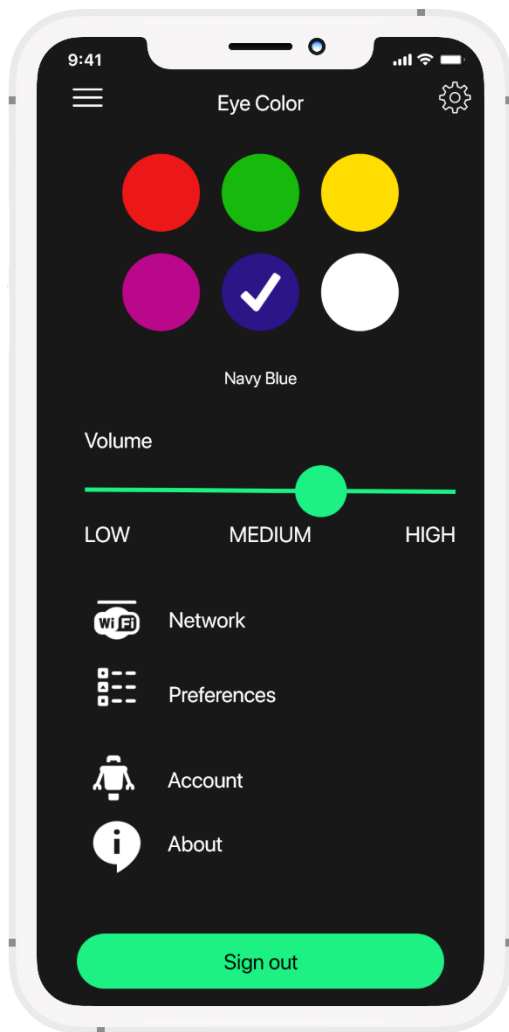 9:41
Eye Color
Navy Blue
Volume
LOW MEDIUM HIGH
Wi Fi
Network
Preferences
Account
i
About
Sign out